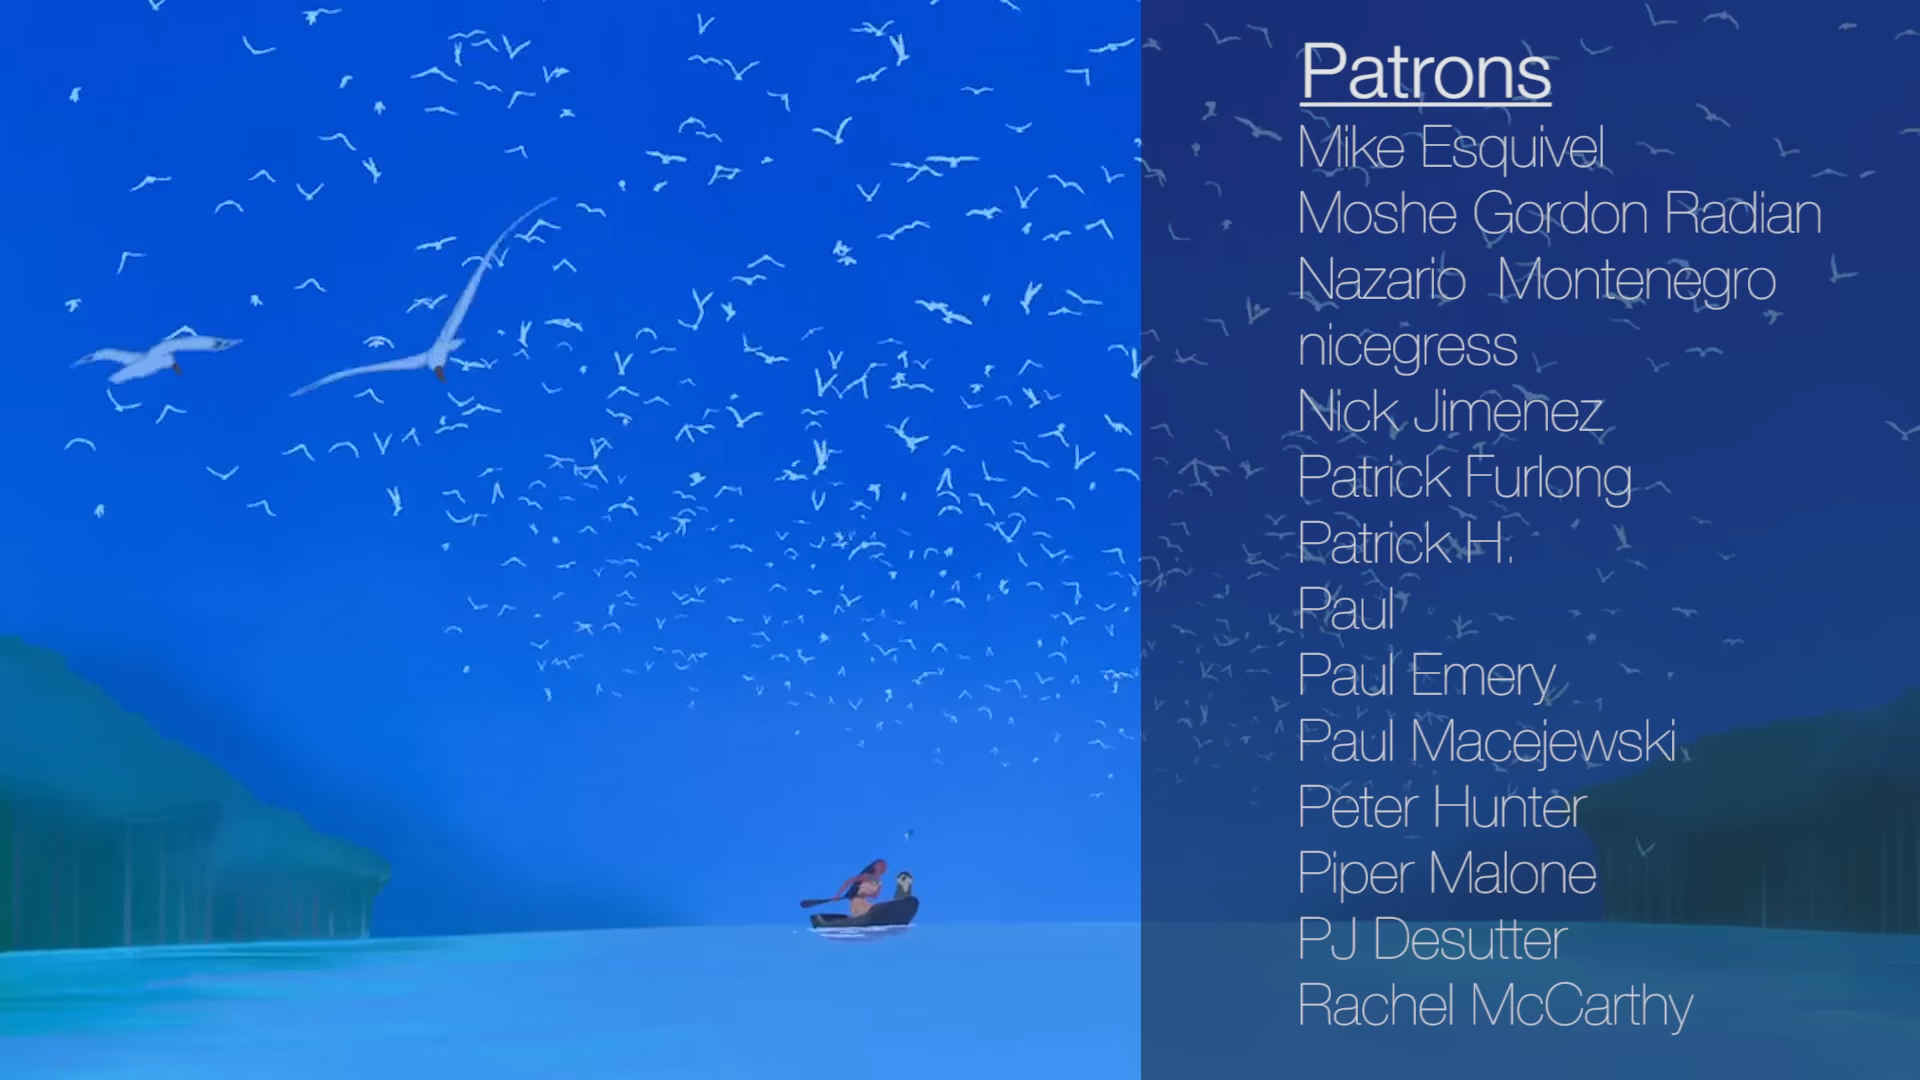 Patrons
Mike Esquivel
Moshe Gordon Radian
Nazario  Montenegro
nicegress
Nick Jimenez
Patrick Furlong
Patrick H.
Paul
Paul Emery
Paul Macejewski
Peter Hunter
Piper Malone
PJ Desutter
Rachel McCarthy